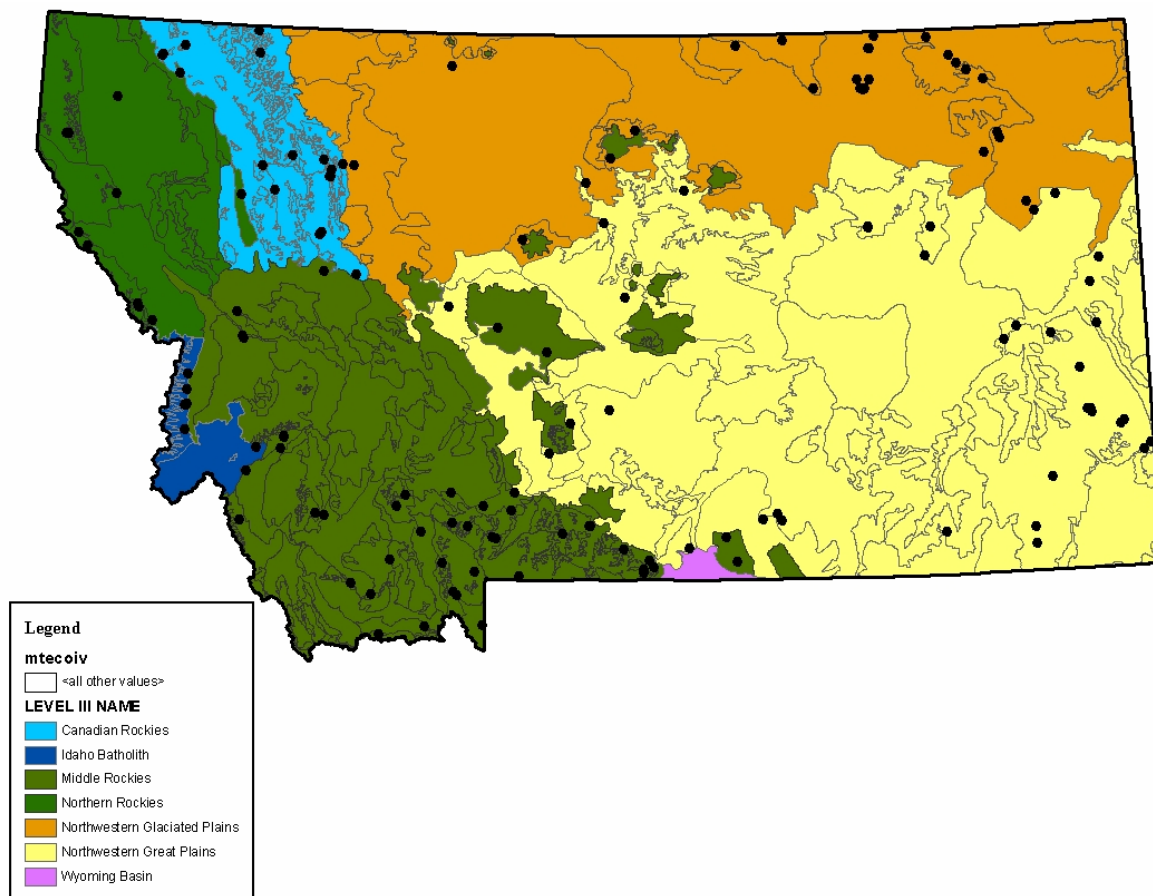 Legend
mtecoiv
<all other values>
LEVEL III NAME
Canadian Rockies
Idaho Batholith
Middle Rockies
Northern Rockies
Northwestern Glaciated Plains
Northwestern Great Plains
Wyoming Basin